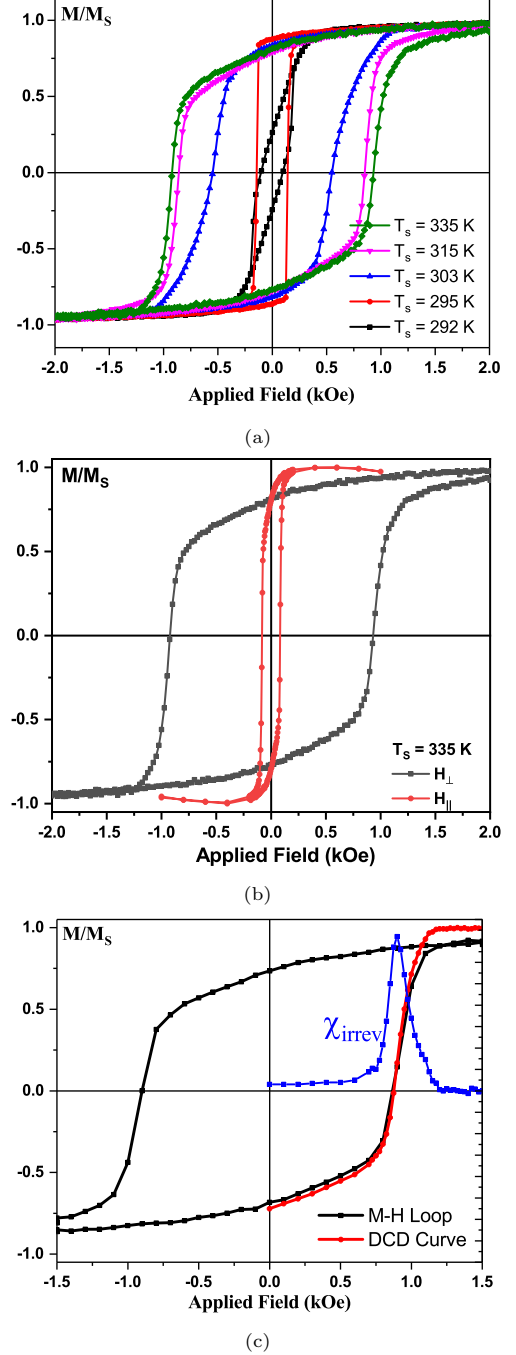 M/M_S
1.0
0.5
0.0
-0.5
-1.0
T_s = 335 K
T_s = 315 K
T_s = 303 K
T_s = 295 K
T_s = 292 K
-2.0 -1.5 -1.0 -0.5 0.0 0.5 1.0 1.5 2.0
Applied Field (kOe)
(a)
M/M_S
1.0
0.5
0.0
-0.5
-1.0
T_S = 335 K
H_⊥
H_||
-2.0 -1.5 -1.0 -0.5 0.0 0.5 1.0 1.5 2.0
Applied Field (kOe)
(b)
M/M_S
1.0
0.5
0.0
-0.5
-1.0
χ_irrev
M-H Loop
DCD Curve
-1.5 -1.0 -0.5 0.0 0.5 1.0 1.5
Applied Field (kOe)
(c)